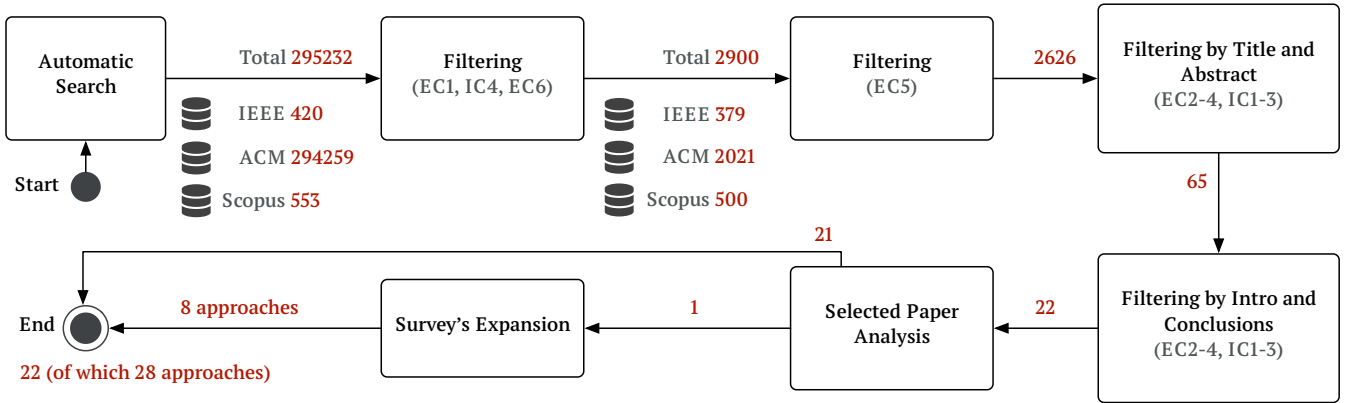 Automatic
Search
Total 295232
IEEE 420
ACM 294259
Scopus 553
Filtering
(EC1, IC4, EC6)
Total 2900
IEEE 379
ACM 2021
Scopus 500
Filtering
(EC5)
2626
Filtering by Title and
Abstract
(EC2-4, IC1-3)
Start
65
21
Filtering by Intro and
Conclusions
(EC2-4, IC1-3)
22
Selected Paper
Analysis
1
Survey's Expansion
8 approaches
End
22 (of which 28 approaches)